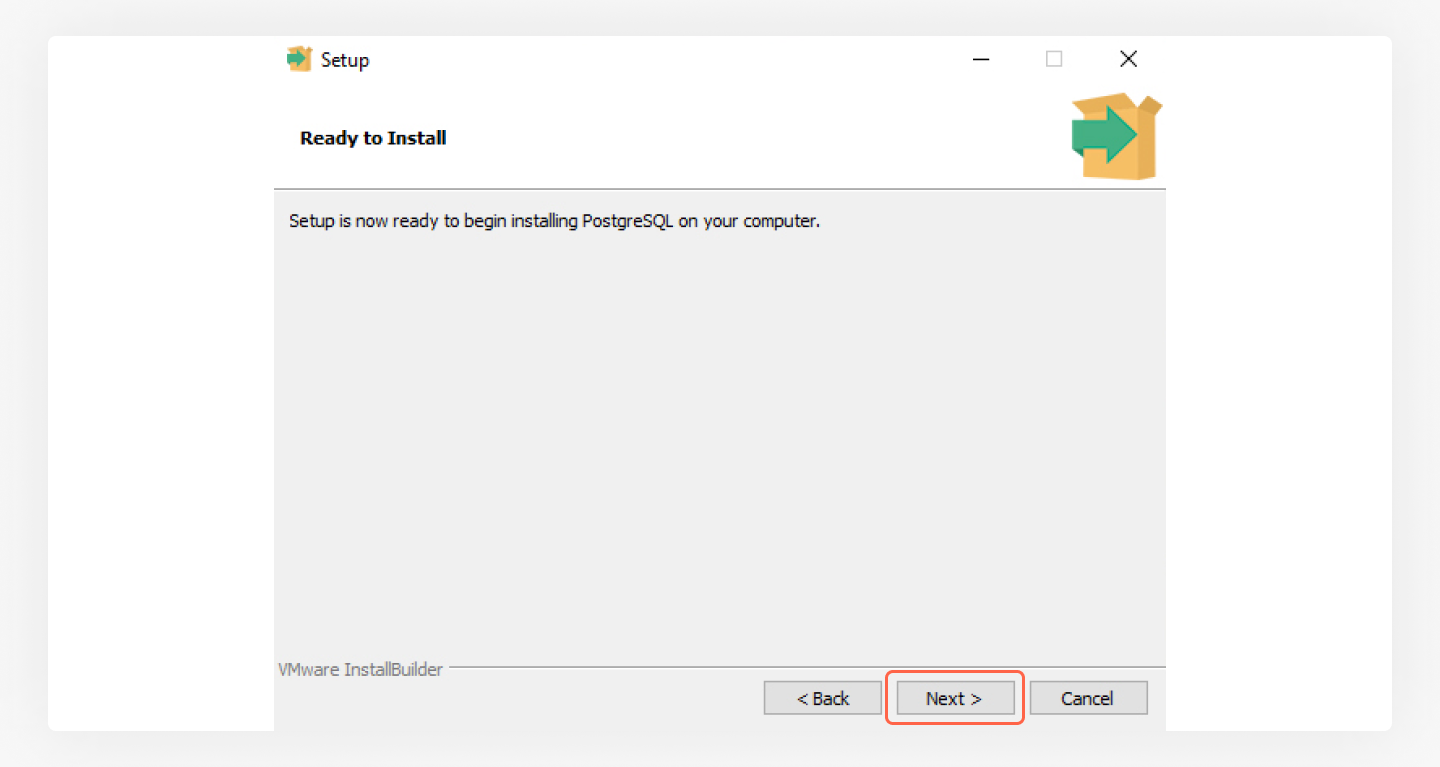 Setup
Ready to Install
Setup is now ready to begin installing PostgreSQL on your computer.
VMware InstallBuilder
< Back
Next >
Cancel